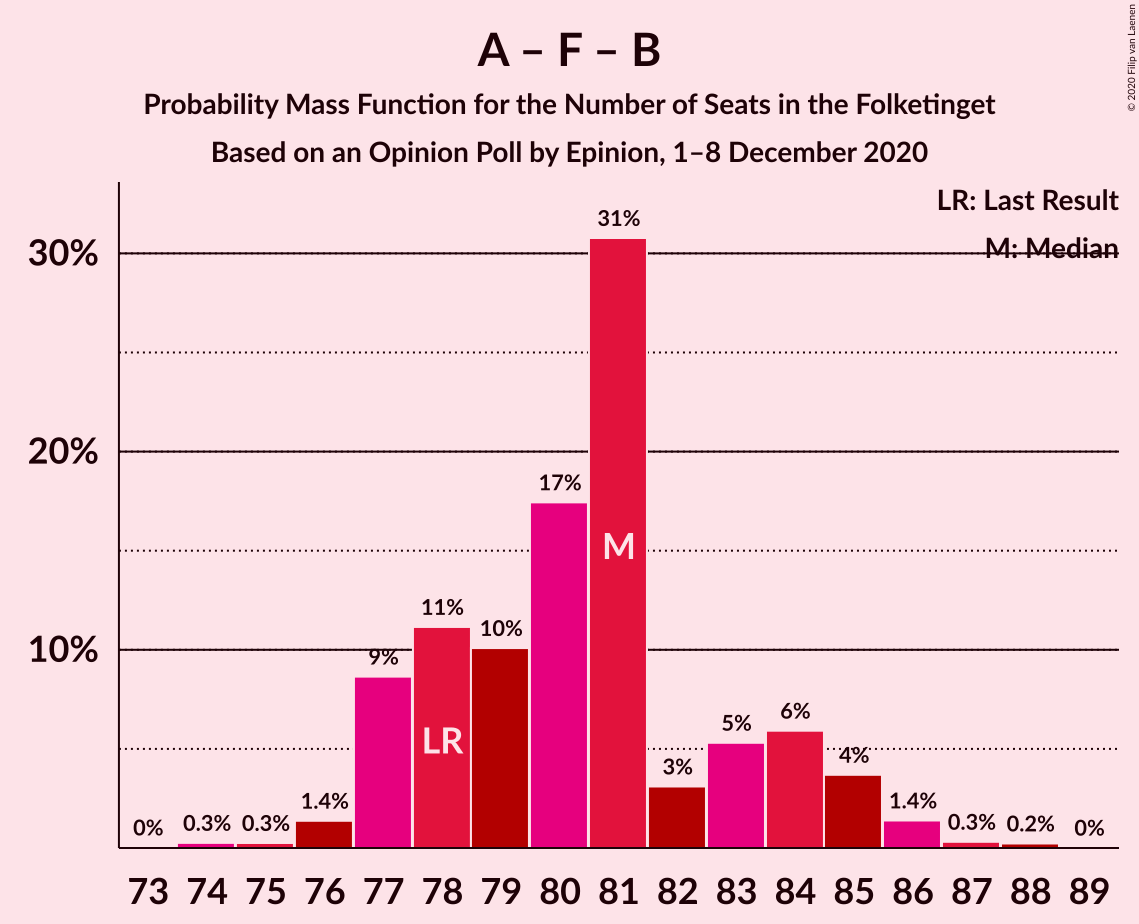 A – F – B
Probability Mass Function for the Number of Seats in the Folketinget
Based on an Opinion Poll by Epinion, 1–8 December 2020
© 2020 Filip van Laenen
LR: Last Result
M: Median
30%
20%
10%
0%
0.3%
0.3%
1.4%
9%
11%
10%
17%
31%
3%
5%
6%
4%
1.4%
0.3%
0.2%
0%
LR
M
73 74 75 76 77 78 79 80 81 82 83 84 85 86 87 88 89